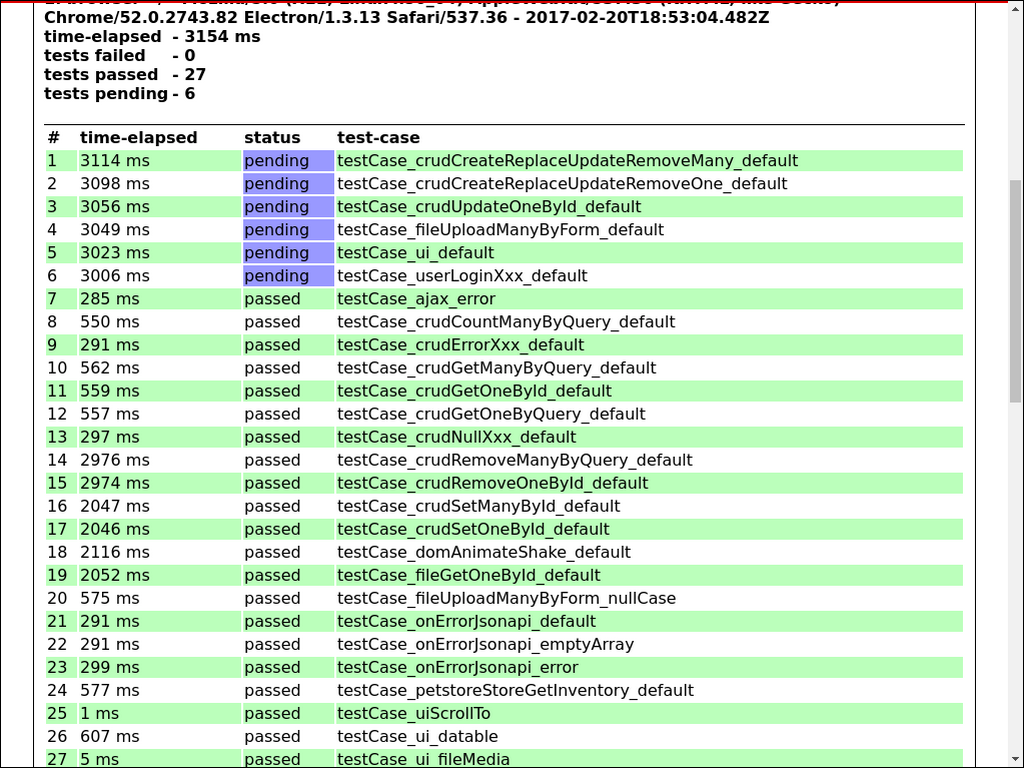 Chrome/52.0.2743.82 Electron/1.3.13 Safari/537.36 - 2017-02-20T18:53:04.482Z
time-elapsed - 3154 ms
tests failed - 0
tests passed - 27
tests pending - 6
# time-elapsed status test-case
1 3114 ms pending testCase_crudCreateReplaceUpdateRemoveMany_default
2 3098 ms pending testCase_crudCreateReplaceUpdateRemoveOne_default
3 3056 ms pending testCase_crudUpdateOneById_default
4 3049 ms pending testCase_fileUploadManyByForm_default
5 3023 ms pending testCase_ui_default
6 3006 ms pending testCase_userLoginXxx_default
7 285 ms passed testCase_ajax_error
8 550 ms passed testCase_crudCountManyByQuery_default
9 291 ms passed testCase_crudErrorXxx_default
10 562 ms passed testCase_crudGetManyByQuery_default
11 559 ms passed testCase_crudGetOneById_default
12 557 ms passed testCase_crudGetOneByQuery_default
13 297 ms passed testCase_crudNullXxx_default
14 2976 ms passed testCase_crudRemoveManyByQuery_default
15 2974 ms passed testCase_crudRemoveOneById_default
16 2047 ms passed testCase_crudSetManyById_default
17 2046 ms passed testCase_crudSetOneById_default
18 2116 ms passed testCase_domAnimateShake_default
19 2052 ms passed testCase_fileGetOneById_default
20 575 ms passed testCase_fileUploadManyByForm_nullCase
21 291 ms passed testCase_onErrorJsonapi_default
22 291 ms passed testCase_onErrorJsonapi_emptyArray
23 299 ms passed testCase_onErrorJsonapi_error
24 577 ms passed testCase_petstoreStoreGetInventory_default
25 1 ms passed testCase_uiScrollTo
26 607 ms passed testCase_ui_datable
27 5 ms passed testCase_ui_fileMedia